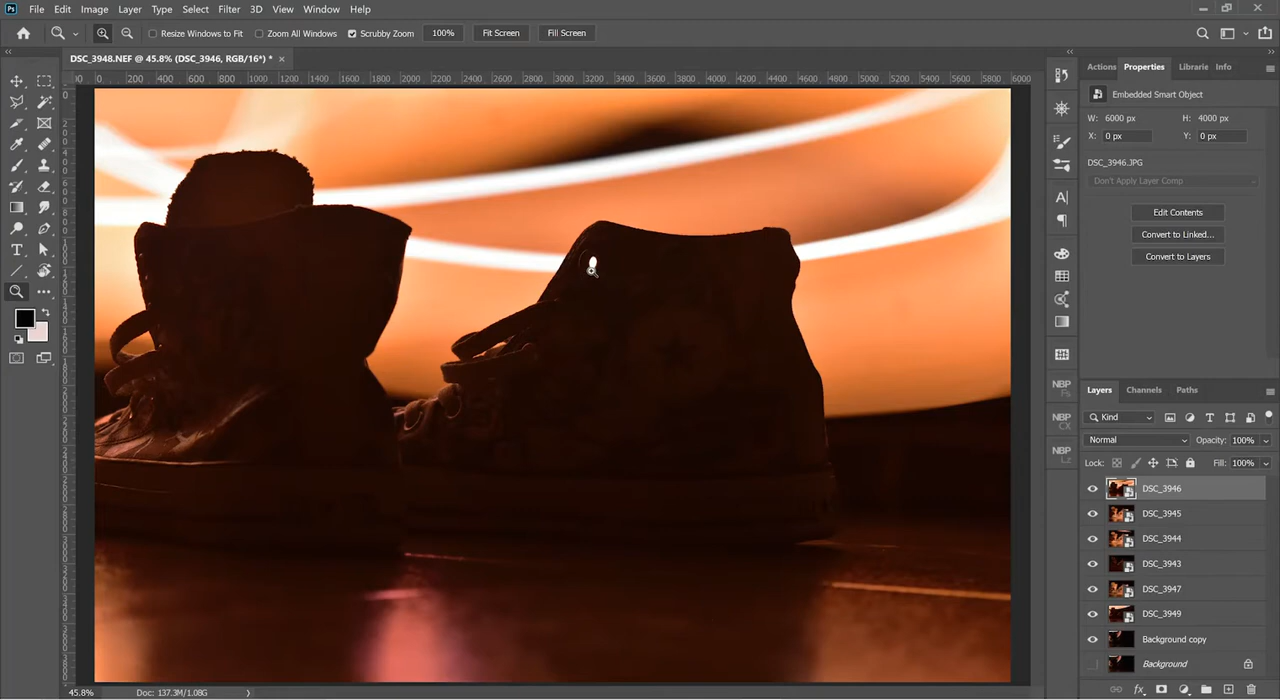 Ps File Edit Image Layer Type Select Filter 3D View Window Help
Resize Windows to Fit Zoom All Windows Scrubby Zoom 100% Fit Screen Fill Screen
DSC_3948.NEF @ 45.8% (DSC_3946, RGB/16*) *
0 200 400 600 800 1000 1200 1400 1600 1800 2000 2200 2400 2600 2800 3000 3200 3400 3600 3800 4000 4200 4400 4600 4800 5000 5200 5400 5600 5800 6000
Actions Properties Librarie Info
Embedded Smart Object
W: 6000 px H: 4000 px
X: 0 px Y: 0 px
DSC_3946.JPG
Don't Apply Layer Comp
Edit Contents
Convert to Linked...
Convert to Layers
NBP
NBP
CX
NBP
Layers Channels Paths
Kind
Normal Opacity: 100%
Lock: Fill: 100%
DSC_3946
DSC_3945
DSC_3944
DSC_3943
DSC_3947
DSC_3949
Background copy
Background
fx
45.8% Doc: 137.3M/1.08G